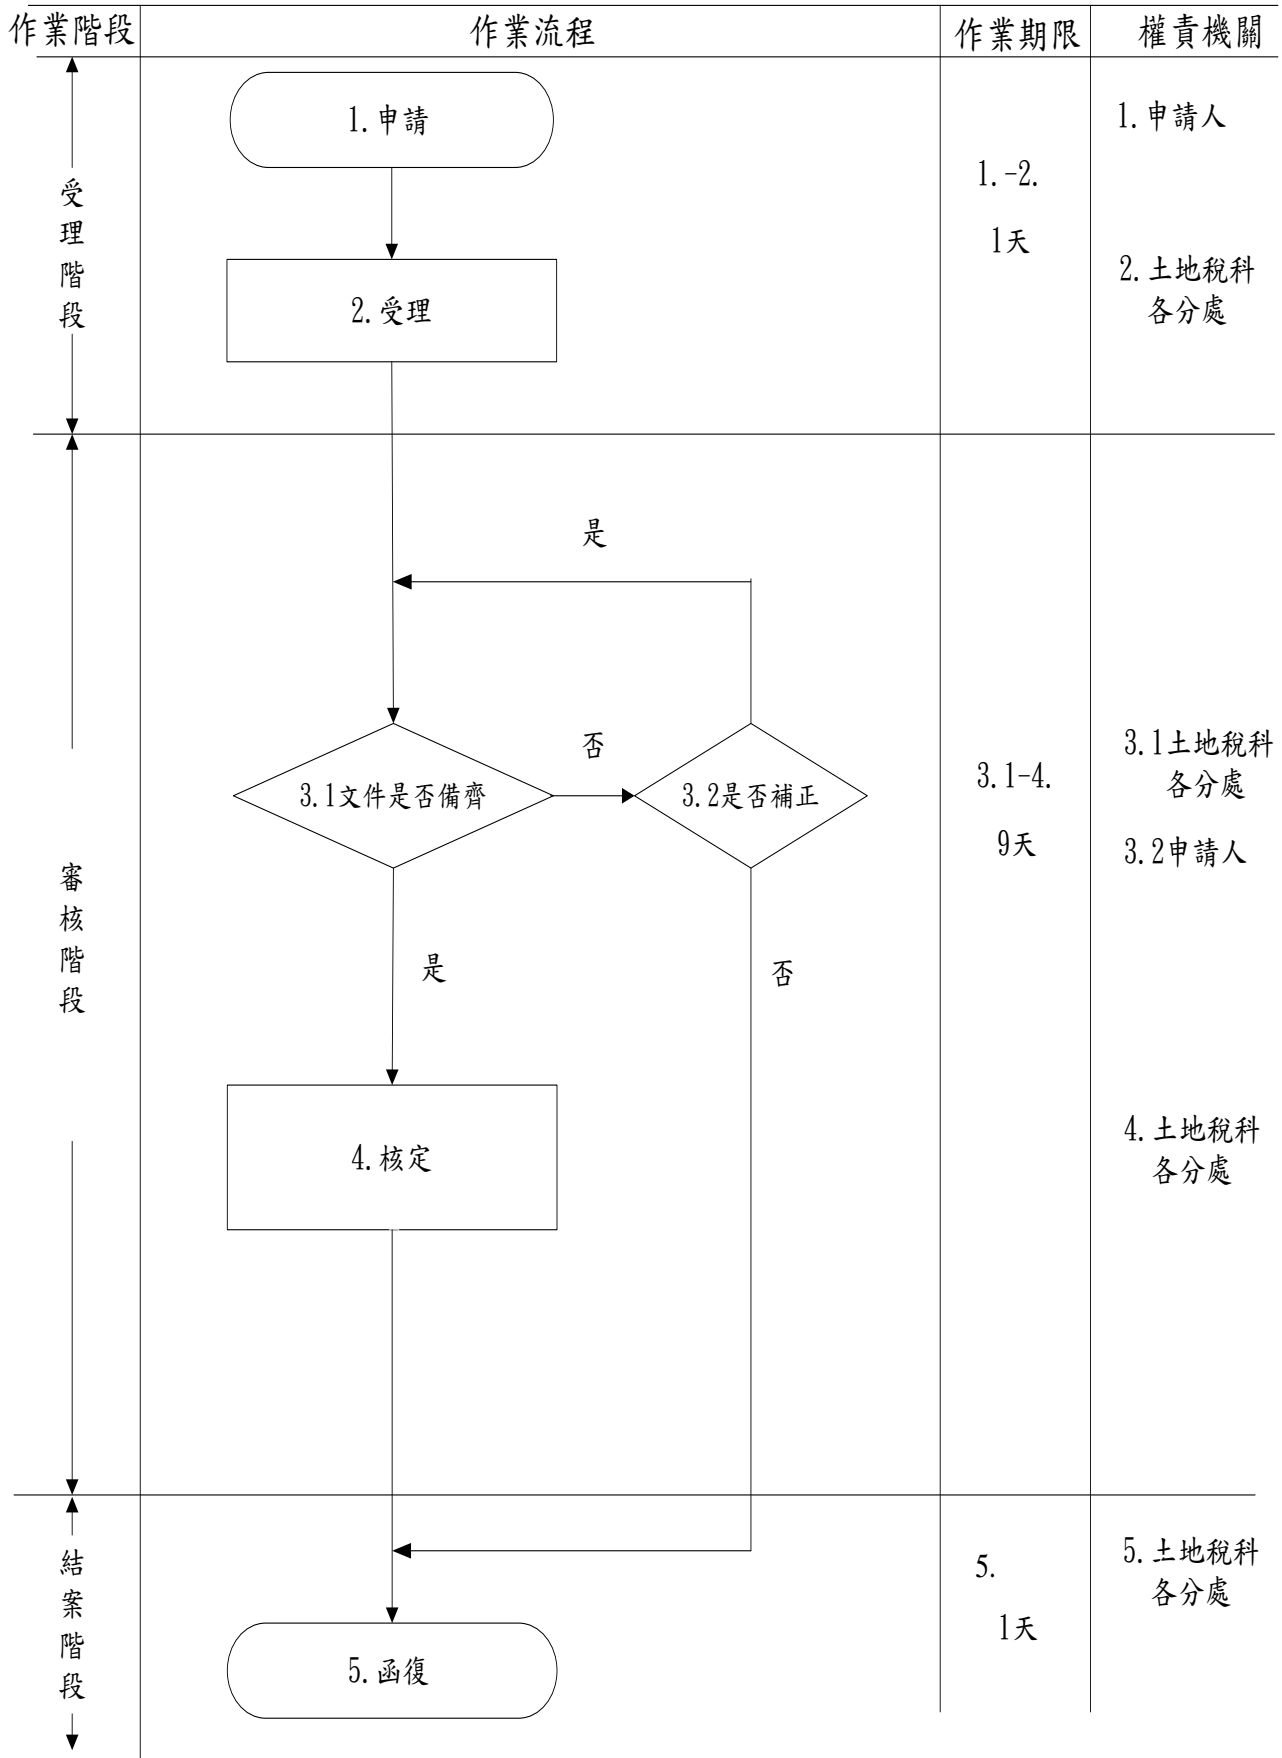 作業階段
作業流程
作業期限
權責機關
受理階段
1.申請
2.受理
1.-2.
1天
1.申請人
2.土地稅科
各分處
審核階段
是
3.1文件是否備齊
否
3.2是否補正
是
否
4.核定
3.1-4.
9天
3.1土地稅科
各分處
3.2申請人
4.土地稅科
各分處
結案階段
5.函復
5.
1天
5.土地稅科
各分處